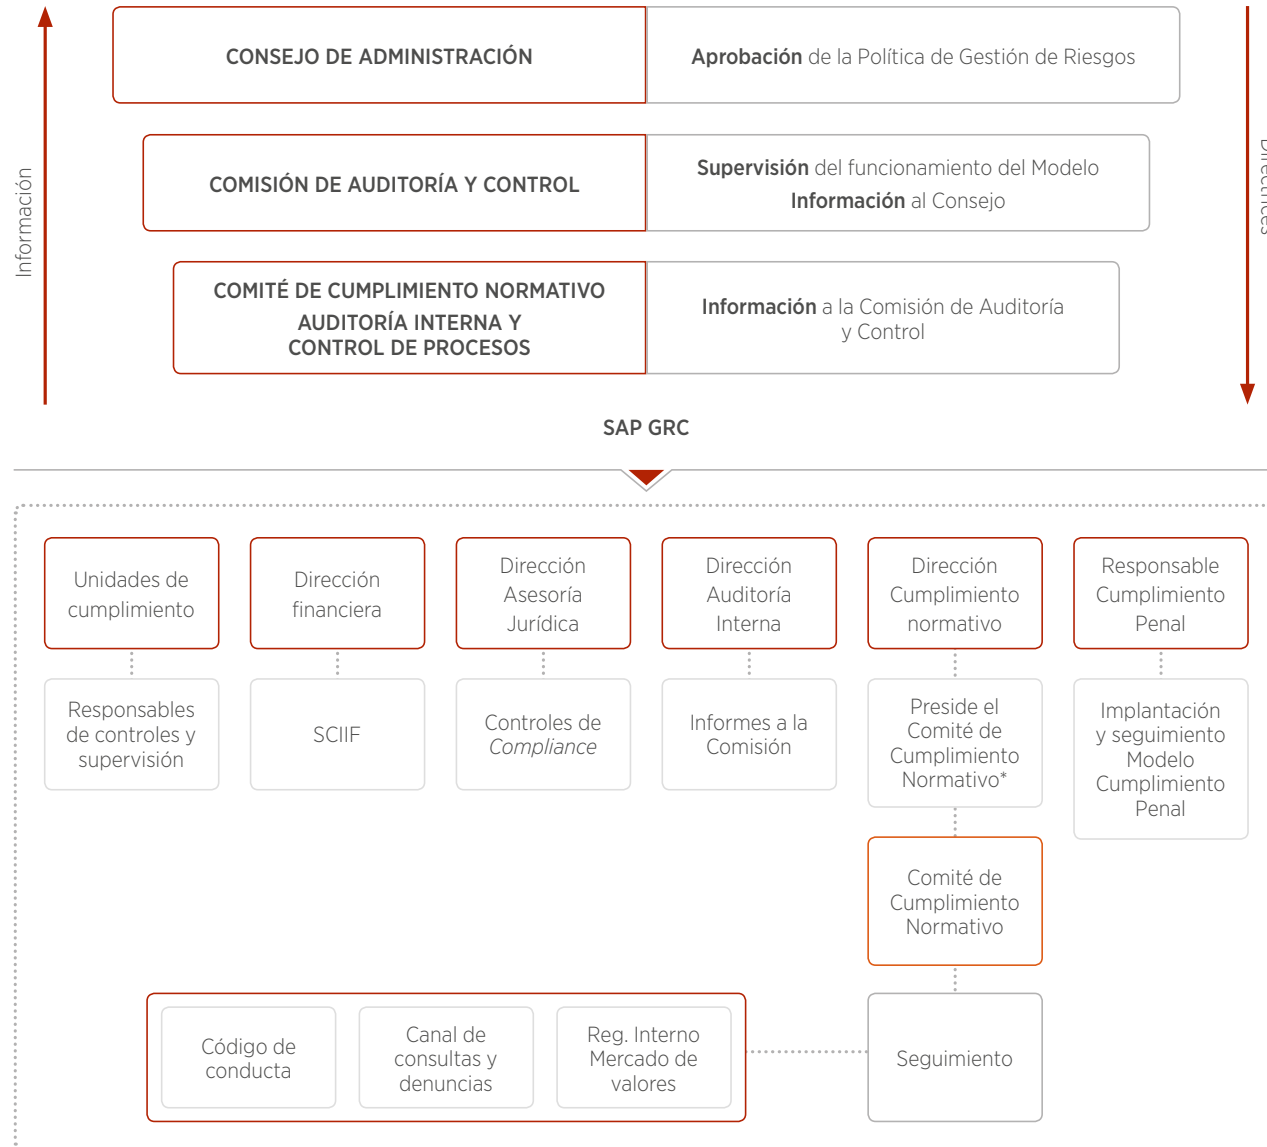 CONSEJO DE ADMINISTRACIÓN
Aprobación de la Política de Gestión de Riesgos
Información
Directrices
COMISIÓN DE AUDITORÍA Y CONTROL
Supervisión del funcionamiento del Modelo
Información al Consejo
COMITÉ DE CUMPLIMIENTO NORMATIVO
AUDITORÍA INTERNA Y
CONTROL DE PROCESOS
Información a la Comisión de Auditoría
y Control
SAP GRC
Unidades de
cumplimiento
Dirección
financiera
Dirección
Asesoría
Jurídica
Dirección
Auditoría
Interna
Dirección
Cumplimiento
normativo
Responsable
Cumplimiento
Penal
Responsables
de controles y
supervisión
SCIIF
Controles de
Compliance
Informes a la
Comisión
Preside el
Comité de
Cumplimiento
Normativo*
Implantación
y seguimiento
Modelo
Cumplimiento
Penal
Comité de
Cumplimiento
Normativo
Código de
conducta
Canal de
consultas y
denuncias
Reg. Interno
Mercado de
valores
Seguimiento